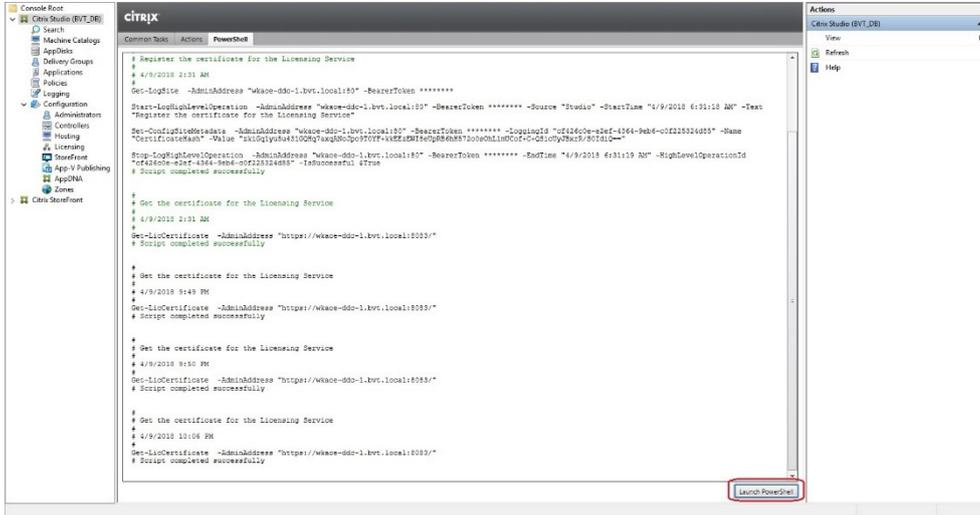 Console Root
Citrix Studio (BVT_DB)
Search
Machine Catalogs
AppDisks
Delivery Groups
Applications
Policies
Logging
Configuration
Administrators
Controllers
Hosting
Licensing
StoreFront
App-V Publishing
AppDNA
Zones
Citrix StoreFront
CITRIX
Common Tasks Actions PowerShell
# Register the certificate for the Licensing Service
#
# 4/9/2018 2:31 AM
#
Get-LogSite -AdminAddress "wkace-ddc-1.bvt.local:80" -BearerToken ********
Start-LogHighLevelOperation -AdminAddress "wkace-ddc-1.bvt.local:80" -BearerToken ******** -Source "Studio" -StartTime "4/9/2018 6:31:18 AM" -Text
"Register the certificate for the Licensing Service"
Set-ConfigSiteMetadata -AdminAddress "wkace-ddc-1.bvt.local:80" -BearerToken ******** -LoggingId "cf426c0e-e2ef-4364-9eb6-c0f225324d85" -Name
"CertificateHash" -Value
Stop-LogHighLevelOperation -AdminAddress "wkace-ddc-1.bvt.local:80" -BearerToken ******** -EndTime "4/9/2018 6:31:19 AM" -HighLevelOperationId
"cf426c0e-e2ef-4364-9eb6-c0f225324d85" -IsSuccessful $True
# Script completed successfully
#
# Get the certificate for the Licensing Service
#
# 4/9/2018 2:31 AM
#
Get-LicCertificate -AdminAddress "https://wkace-ddc-1.bvt.local:8083/"
# Script completed successfully
#
# Get the certificate for the Licensing Service
#
# 4/9/2018 9:49 PM
#
Get-LicCertificate -AdminAddress "https://wkace-ddc-1.bvt.local:8083/"
# Script completed successfully
#
# Get the certificate for the Licensing Service
#
# 4/9/2018 9:50 PM
#
Get-LicCertificate -AdminAddress "https://wkace-ddc-1.bvt.local:8083/"
# Script completed successfully
#
# Get the certificate for the Licensing Service
#
# 4/9/2018 10:06 PM
#
Get-LicCertificate -AdminAddress "https://wkace-ddc-1.bvt.local:8083/"
# Script completed successfully
Launch PowerShell
Actions
Citrix Studio (BVT_DB)
View
Refresh
Help